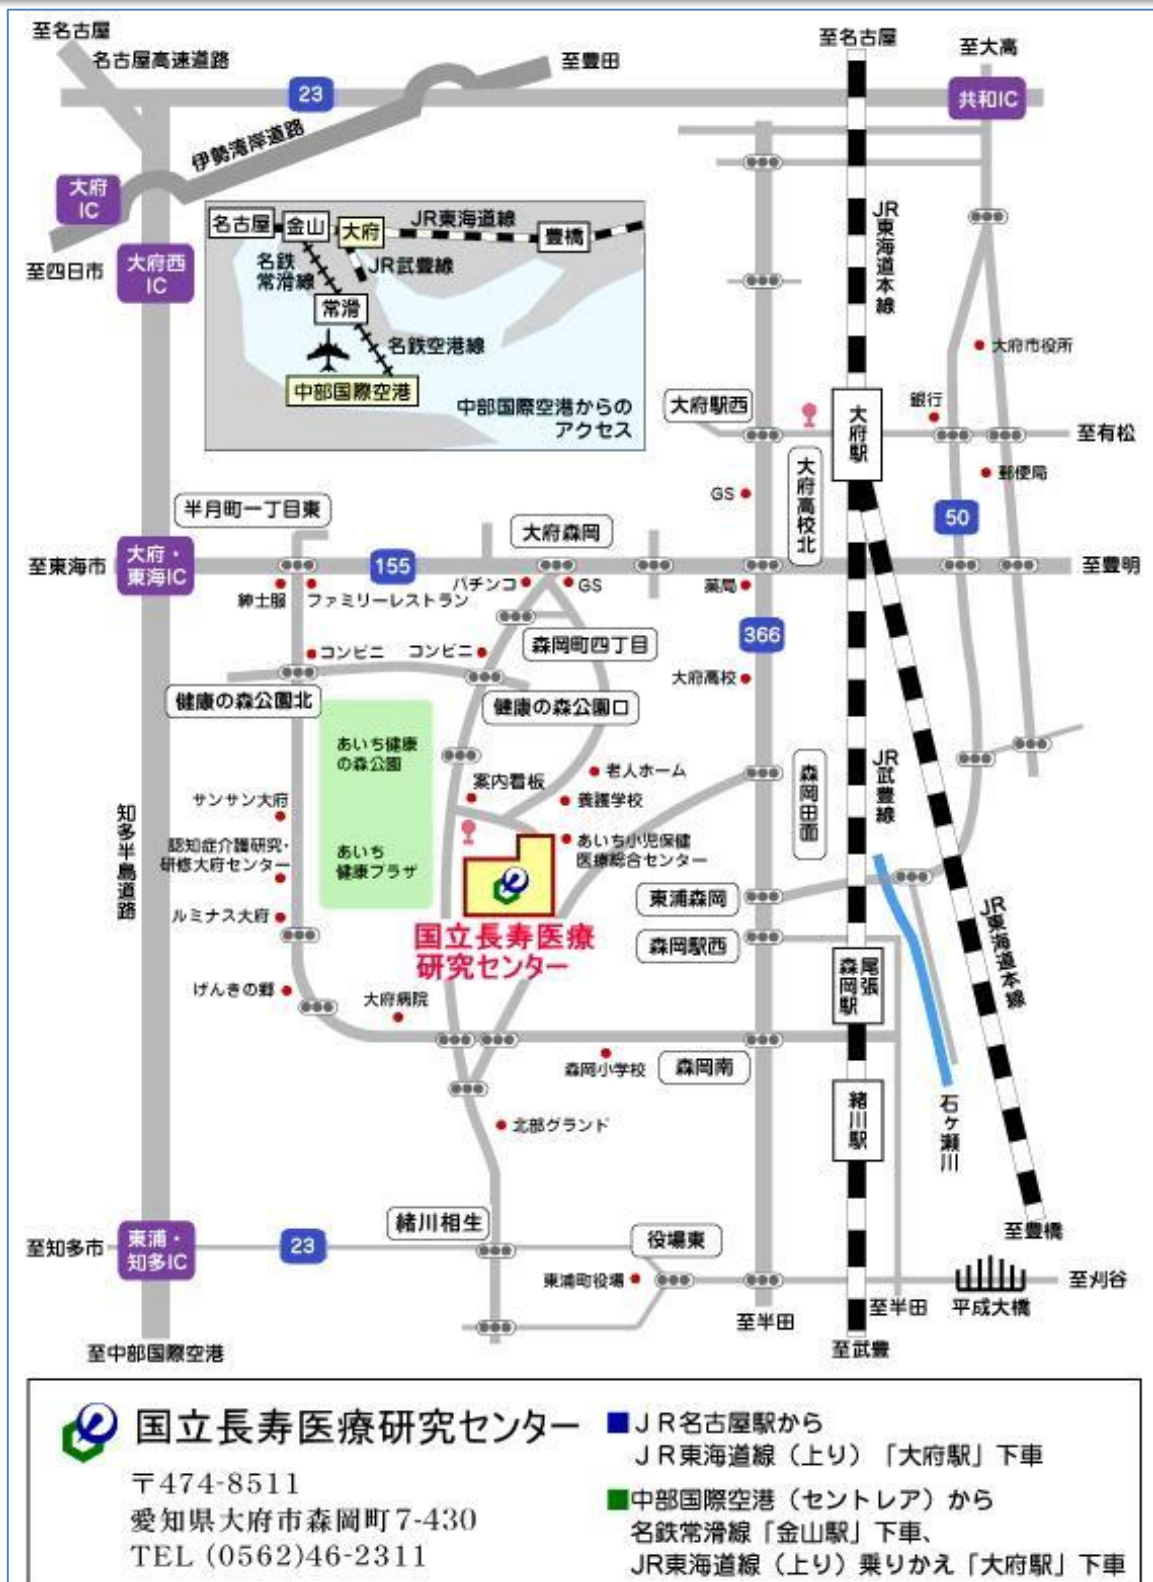 至名古屋
名古屋高速道路
至豊田
至名古屋
至大高
23
共和IC
伊勢湾岸道路
大府
IC
至四日市
大府西
IC
名古屋
金山
大府
JR東海道線
豊橋
名鉄
常滑線
JR武豊線
常滑
名鉄空港線
中部国際空港
中部国際空港からの
アクセス
JR東海道本線
大府市役所
大府駅西
大府駅
銀行
至有松
郵便局
GS
大府高校北
50
半月町一丁目東
大府森岡
至東海市
大府・
東海IC
155
至豊明
紳士服
ファミリーレストラン
パチンコ
GS
薬局
366
森岡町四丁目
コンビニ
コンビニ
大府高校
健康の森公園北
健康の森公園口
あいち健康
の森公園
案内看板
老人ホーム
養護学校
森岡田面
JR武豊線
サンサン大府
知多半島道路
認知症介護研究・
研修大府センター
あいち
健康プラザ
あいち小児保健
医療総合センター
ルミナス大府
東浦森岡
国立長寿医療
研究センター
森岡駅西
JR東海道本線
尾張
森岡駅
げんきの郷
大府病院
森岡小学校
森岡南
緒川駅
石ヶ瀬川
北部グランド
緒川相生
役場東
至豊橋
至知多市
東浦・
知多IC
23
東浦町役場
至刈谷
至半田
至半田
平成大橋
至武豊
至中部国際空港
国立長寿医療研究センター
〒474-8511
愛知県大府市森岡町7-430
TEL (0562)46-2311
■JR名古屋駅から
JR東海道線（上り）「大府駅」下車
■中部国際空港（セントレア）から
名鉄常滑線「金山駅」下車、
JR東海道線（上り）乗りかえ「大府駅」下車